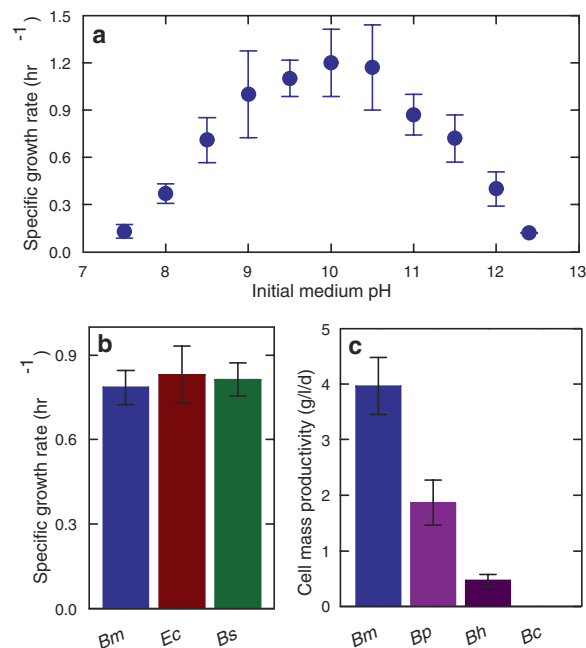 a
Specific growth rate (hr -1)
1.5
1.2
0.9
0.6
0.3
0.0
7 8 9 10 11 12 13
Initial medium pH
b
Specific growth rate (hr -1)
0.9
0.6
0.3
0.0
Bm Ec Bs
c
Cell mass productivity (g/l/d)
5
4
3
2
1
0
Bm Bp Bh Bc